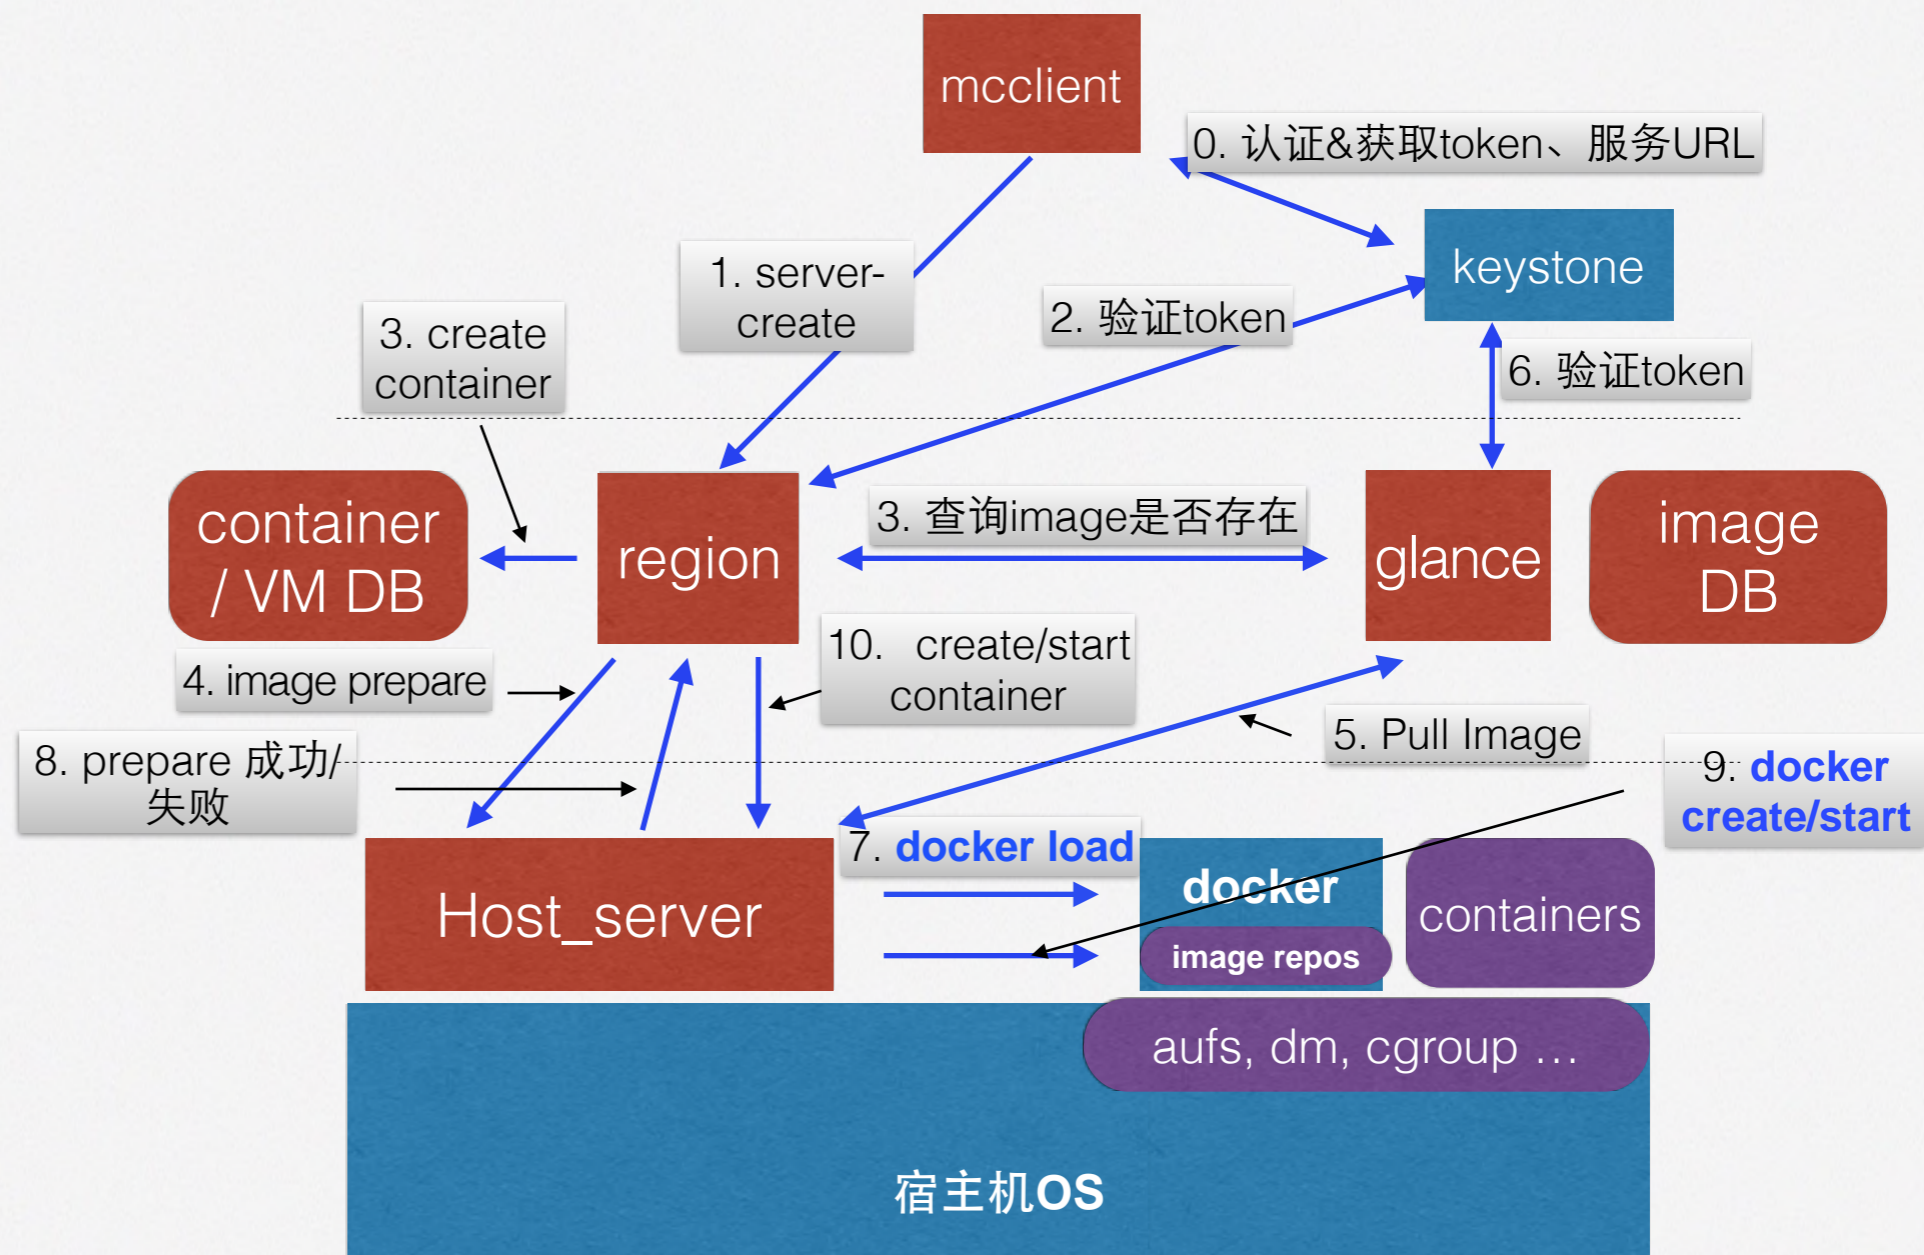 mcclient
0. 认证&获取token、服务URL
keystone
1. server-
create
2. 验证token
3. create
container
6. 验证token
container
/ VM DB
region
3. 查询image是否存在
glance
image
DB
4. image prepare
10. create/start
container
5. Pull Image
8. prepare 成功/
失败
9. docker
create/start
7. docker load
Host_server
docker
image repos
containers
aufs, dm, cgroup …
宿主机OS